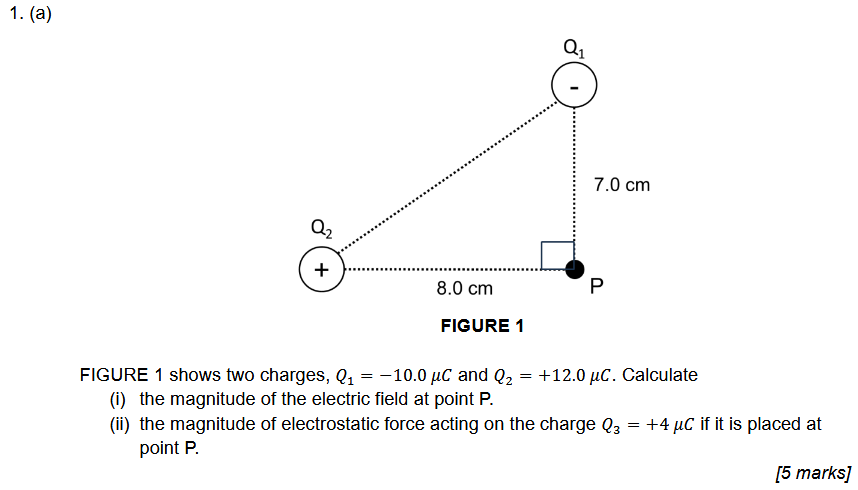 1. (a)
Q₁
-
7.0 cm
Q₂
+
8.0 cm
P
FIGURE 1
FIGURE 1 shows two charges, Q₁ = −10.0 μC and Q₂ = +12.0 μC. Calculate
(i) the magnitude of the electric field at point P.
(ii) the magnitude of electrostatic force acting on the charge Q₃ = +4 μC if it is placed at
point P.
[5 marks]